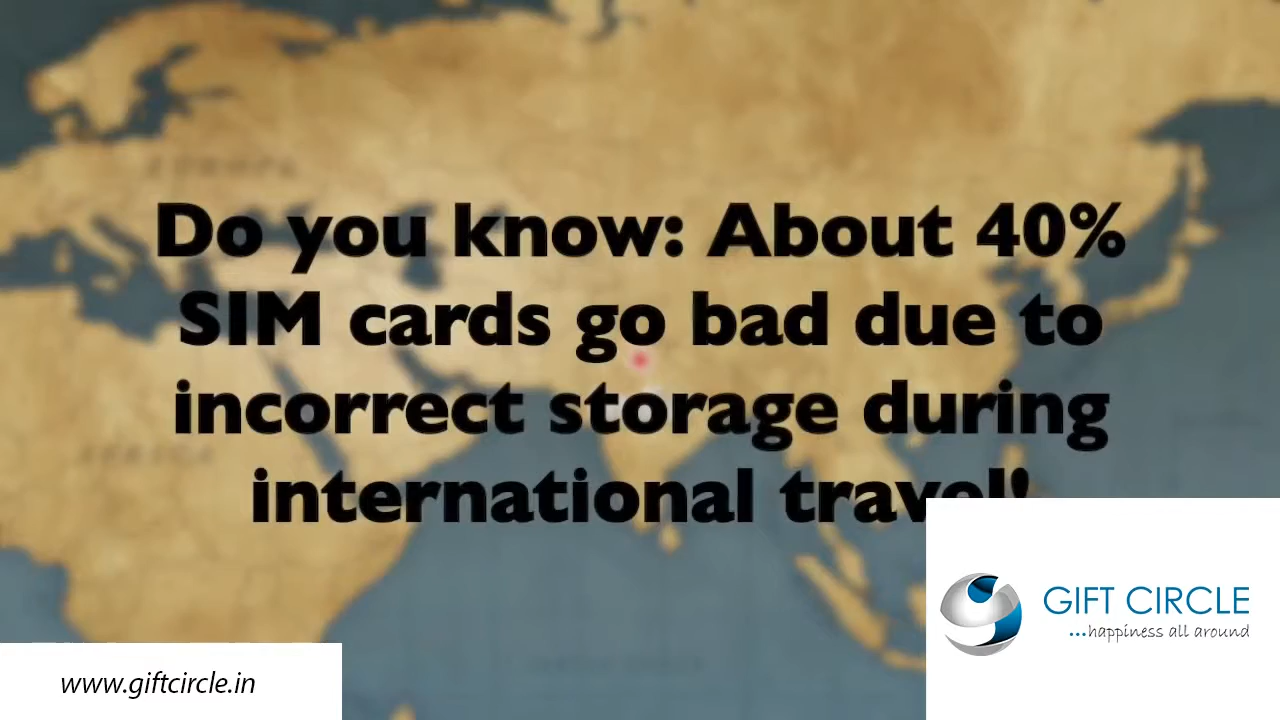 Do you know: About 40%
SIM cards go bad due to
incorrect storage during
international travel!
GIFT CIRCLE
...happiness all around
www.giftcircle.in